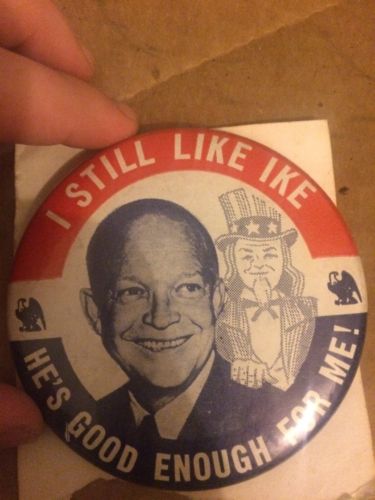 I STILL LIKE IKE
HE'S GOOD ENOUGH FOR ME!